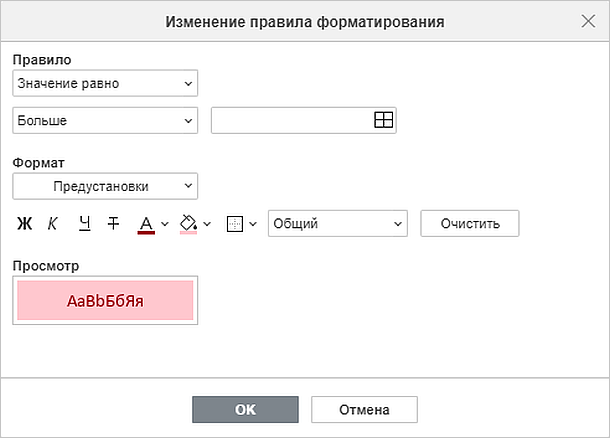 Изменение правила форматирования
Правило
Значение равно
Больше
Формат
Предустановки
Ж К Ч Т А Общий Очистить
Просмотр
AaBbБбЯя
OK Отмена